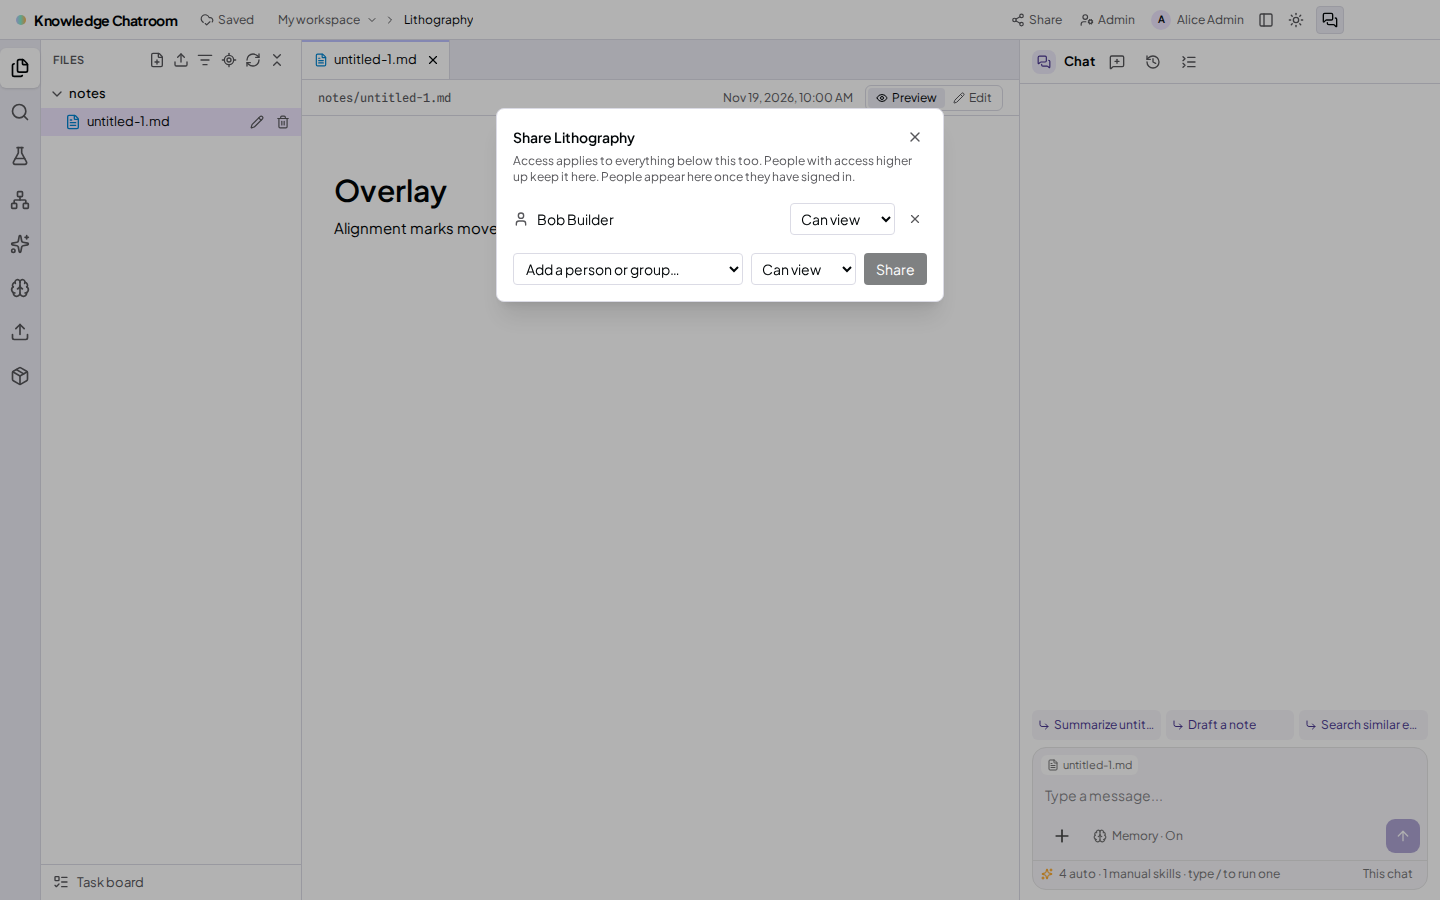 Knowledge Chatroom
Saved
My workspace
Lithography
Share
Admin
A
Alice Admin
FILES
untitled-1.md
notes
notes/untitled-1.md
Nov 19, 2026, 10:00 AM
Preview
Edit
untitled-1.md
Chat
Share Lithography
Access applies to everything below this too. People with access higher
up keep it here. People appear here once they have signed in.
Overlay
Alignment marks move
Bob Builder
Can view
Add a person or group...
Can view
Share
Summarize untit...
Draft a note
Search similar e...
untitled-1.md
Type a message...
Memory · On
4 auto · 1 manual skills · type / to run one
This chat
Task board